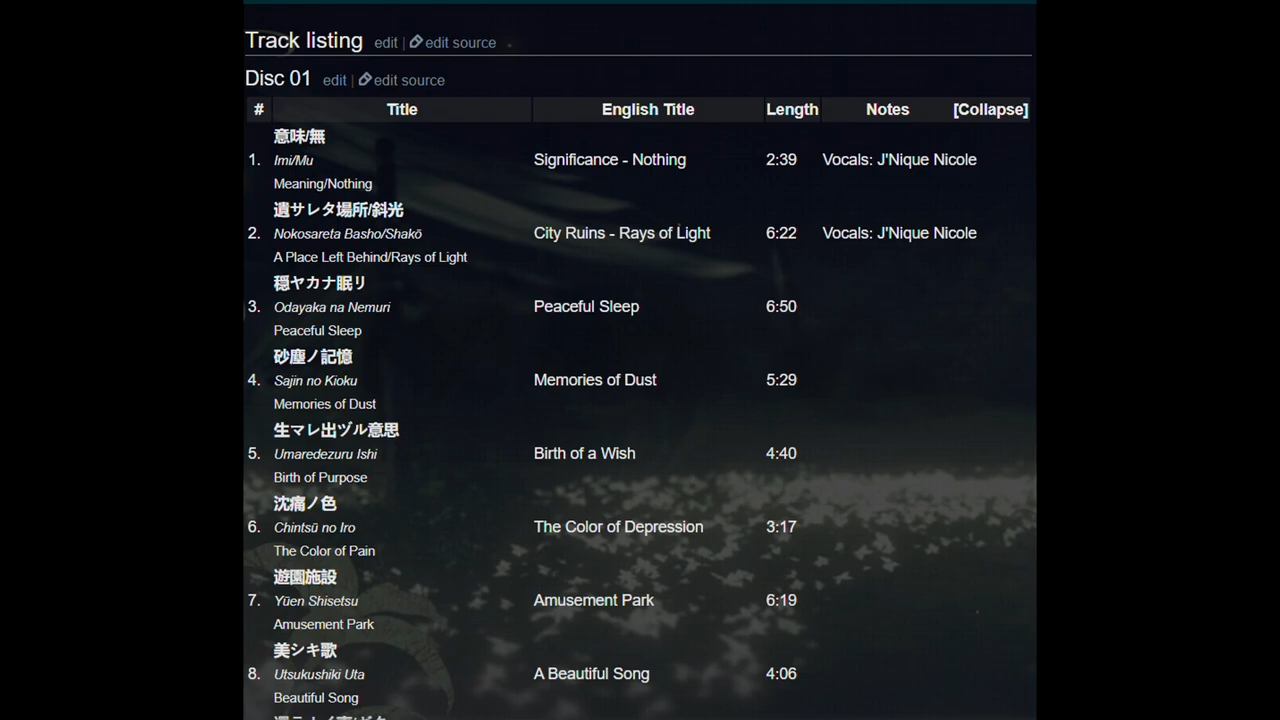 Track listing edit | edit source
Disc 01 edit | edit source
# Title English Title Length Notes [Collapse]
意味/無
1. Imi/Mu Significance - Nothing 2:39 Vocals: J'Nique Nicole
Meaning/Nothing
遺サレタ場所/斜光
2. Nokosareta Basho/Shakō City Ruins - Rays of Light 6:22 Vocals: J'Nique Nicole
A Place Left Behind/Rays of Light
穏ヤカナ眠リ
3. Odayaka na Nemuri Peaceful Sleep 6:50
Peaceful Sleep
砂塵ノ記憶
4. Sajin no Kioku Memories of Dust 5:29
Memories of Dust
生マレ出ヅル意思
5. Umaredezuru Ishi Birth of a Wish 4:40
Birth of Purpose
沈痛ノ色
6. Chintsū no Iro The Color of Depression 3:17
The Color of Pain
遊園施設
7. Yūen Shisetsu Amusement Park 6:19
Amusement Park
美シキ歌
8. Utsukushiki Uta A Beautiful Song 4:06
Beautiful Song